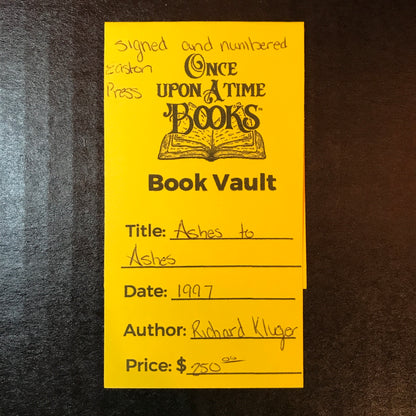 signed and numbered
Easton
Press
ONCE
UPON A TIME
BOOKS
Book Vault
Title: Ashes to
Ashes
Date: 1997
Author: Richard Kluger
Price: $ 250.00